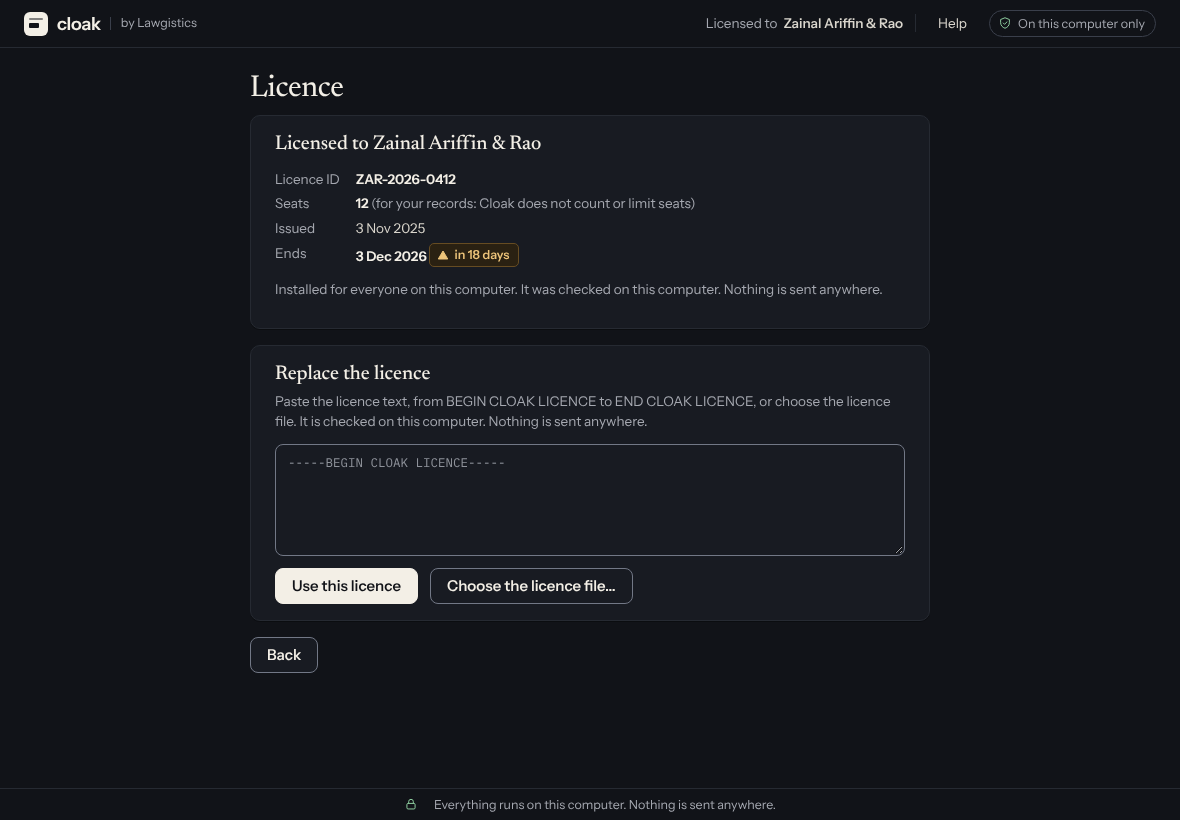 cloak by Lawgistics
Licensed to Zainal Ariffin & Rao
Help
On this computer only
Licence
Licensed to Zainal Ariffin & Rao
Licence ID ZAR-2026-0412
Seats 12 (for your records: Cloak does not count or limit seats)
Issued 3 Nov 2025
Ends 3 Dec 2026 in 18 days
Installed for everyone on this computer. It was checked on this computer. Nothing is sent anywhere.
Replace the licence
Paste the licence text, from BEGIN CLOAK LICENCE to END CLOAK LICENCE, or choose the licence
file. It is checked on this computer. Nothing is sent anywhere.
-----BEGIN CLOAK LICENCE-----
Use this licence
Choose the licence file...
Back
Everything runs on this computer. Nothing is sent anywhere.